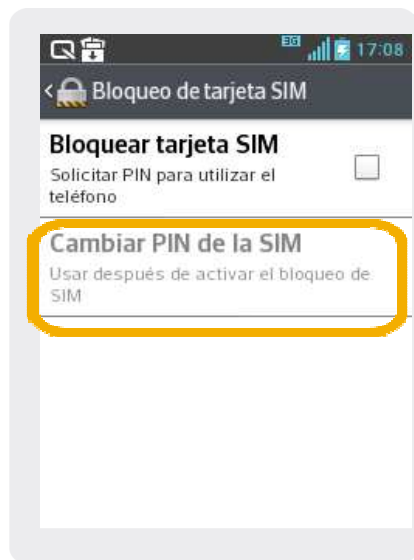 3G 17:08
Bloqueo de tarjeta SIM
Bloquear tarjeta SIM
Solicitar PIN para utilizar el
teléfono
Cambiar PIN de la SIM
Usar después de activar el bloqueo de
SIM